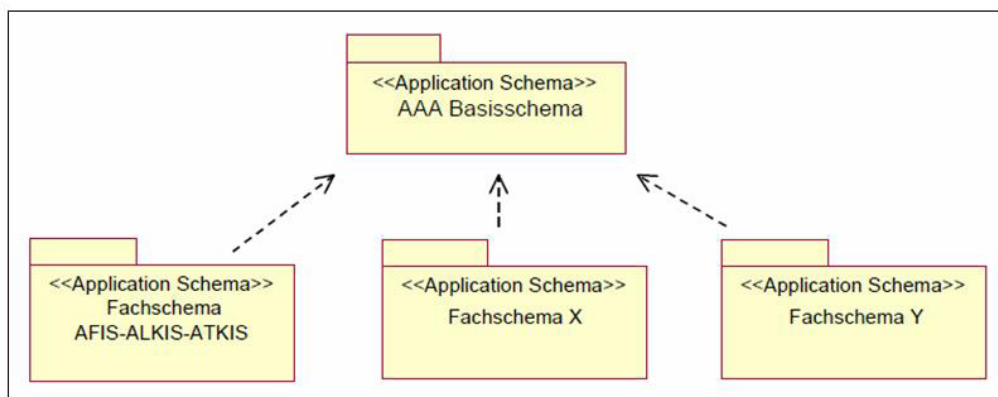 <<Application Schema>>
AAA Basisschema
<<Application Schema>>
Fachschema
AFIS-ALKIS-ATKIS
<<Application Schema>>
Fachschema X
<<Application Schema>>
Fachschema Y